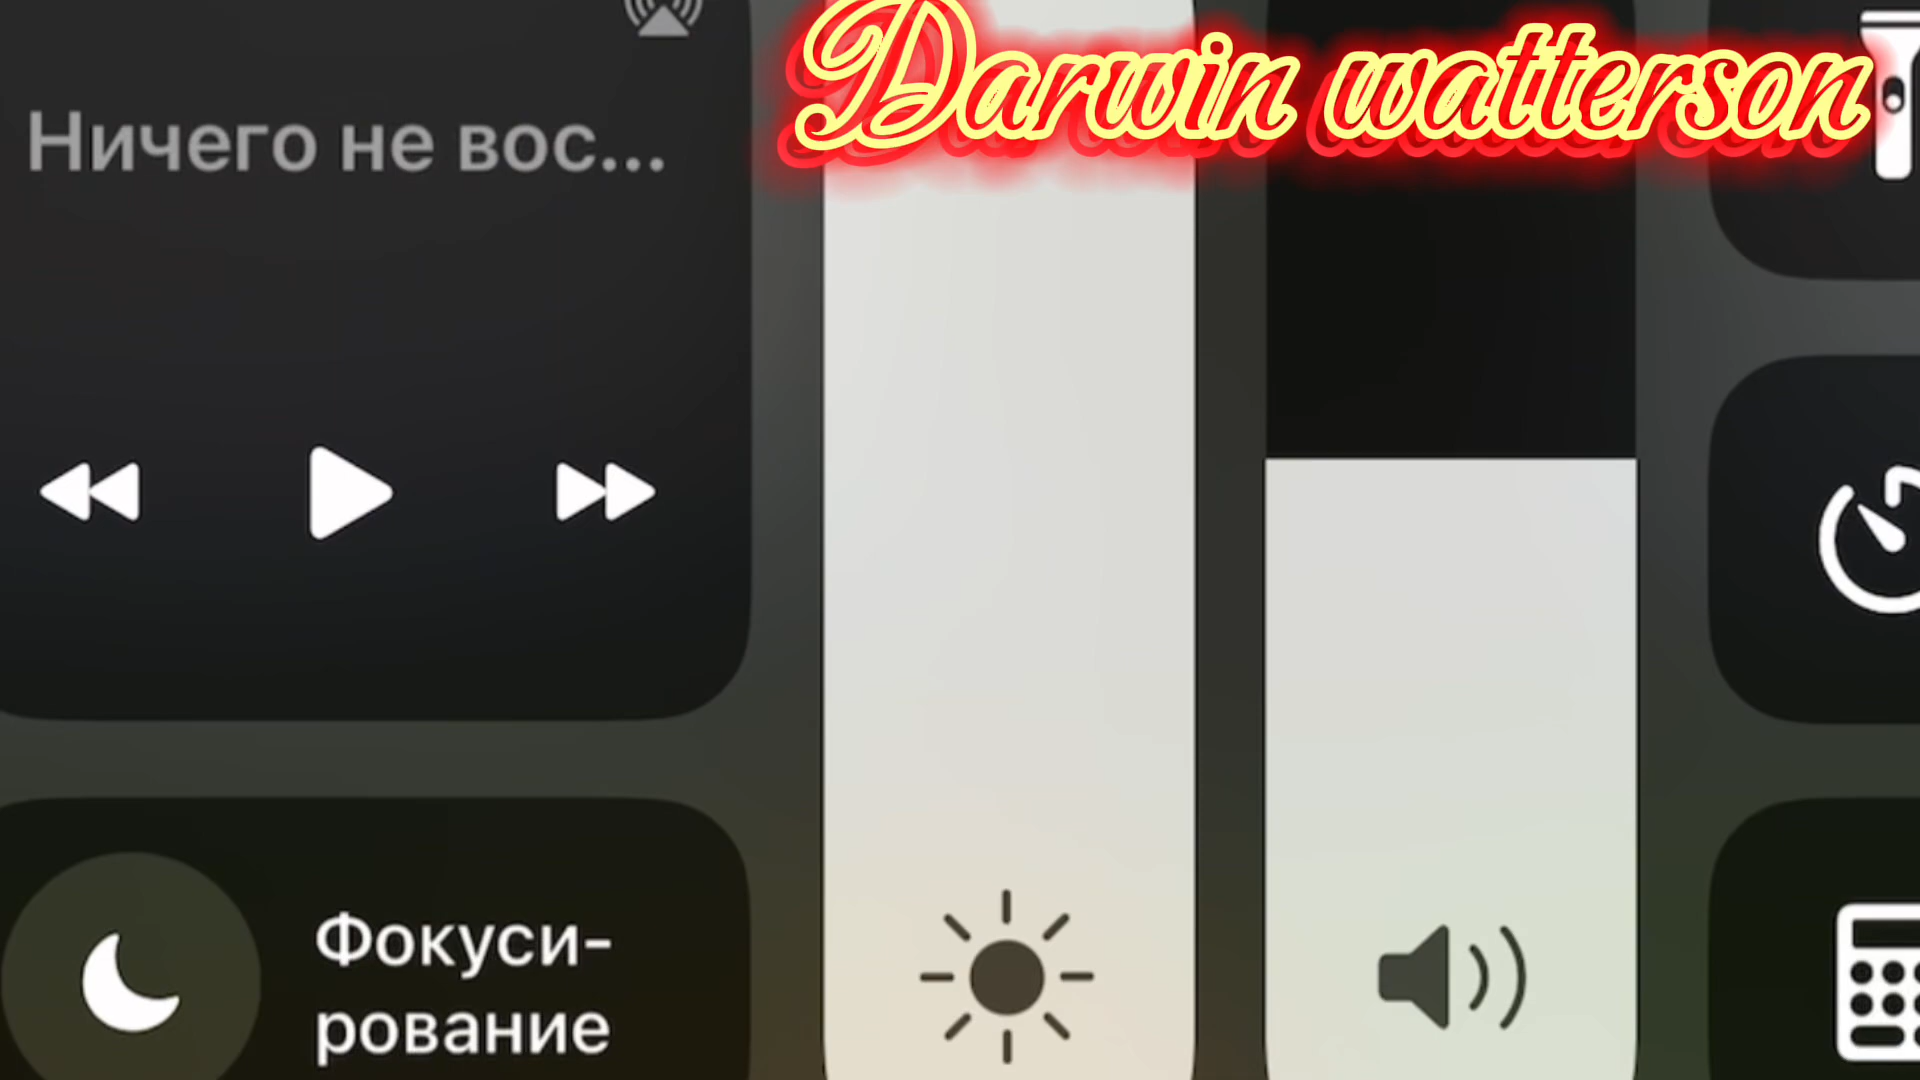 Darwin watterson
Ничего не вос...
Фокуси-
рование